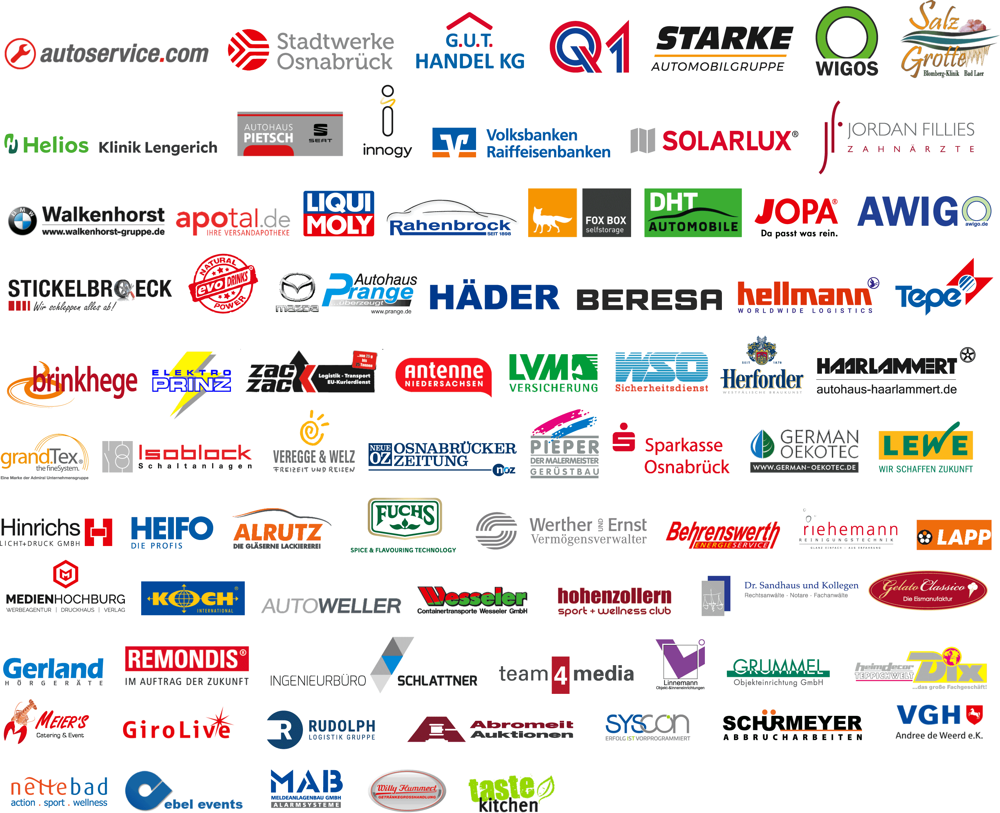 autoservice.com
Stadtwerke
Osnabrück
G.U.T.
HANDEL KG
Q1
STARKE
AUTOMOBILGRUPPE
WIGOS
Salz
Grotte
Blomberg-Klinik Bad Laer
Helios Klinik Lengerich
AUTOHAUS
PIETSCH
SEAT
innogy
Volksbanken
Raiffeisenbanken
SOLARLUX®
JORDAN FILLIES
ZAHNÄRZTE
BMW
Walkenhorst
www.walkenhorst-gruppe.de
apotal.de
IHRE VERSANDAPOTHEKE
LIQUI
MOLY
Rahenbrock
SEIT 1898
FOX BOX
selfstorage
DHT
AUTOMOBILE
JOPA®
Da passt was rein.
AWIGO
awigo.de
STICKELBROECK
Wir schleppen alles ab!
NATURAL
evo DRINKS®
POWER
mazda
Autohaus
Prange
...überzeugt
www.prange.de
HÄDER
BERESA
hellmann
WORLDWIDE LOGISTICS
Tepe
brinkhege
ELEKTRO
PRINZ
zack
zack
...von 25 g
bis
25 Tonnen
Logistik - Transport
EU-Kurierdienst
antenne
NIEDERSACHSEN
LVM
VERSICHERUNG
WSO
Sicherheitsdienst
SEIT 1878
Herforder
WESTFÄLISCHE BRAUKUNST
HAARLAMMERT
autohaus-haarlammert.de
grand.Tex®
the fineSystem.
Eine Marke der Admiral Unternehmensgruppe
Isoblock
Schaltanlagen
VEREGGE & WELZ
FREIZEIT UND REISEN
NEUE
OZ
OSNABRÜCKER
ZEITUNG
noz
PIEPER
DER MALERMEISTER
GERÜSTBAU
Sparkasse
Osnabrück
GERMAN
OEKOTEC
WWW.GERMAN-OEKOTEC.DE
LEWE
WIR SCHAFFEN ZUKUNFT
Hinrichs
LICHT+DRUCK GMBH
HEIFO
DIE PROFIS
ALRUTZ
DIE GLÄSERNE LACKIEREREI
FUCHS
SPICE & FLAVOURING TECHNOLOGY
Werther UND Ernst
Vermögensverwalter
Behrenswerth
ENERGIESERVICE
riehemann
REINIGUNGSTECHNIK
GLANZ EINFACH - AUS ERFAHRUNG
LAPP
MEDIENHOCHBURG
WERBEAGENTUR | DRUCKHAUS | VERLAG
KOCH®
INTERNATIONAL
AUTOWELLER
Wesseler
Containertransporte Wesseler GmbH
hohenzollern
sport + wellness club
Dr. Sandhaus und Kollegen
Rechtsanwälte · Notare · Fachanwälte
Gelato Classico
Die Eismanufaktur
Gerland
HÖRGERÄTE
REMONDIS®
IM AUFTRAG DER ZUKUNFT
INGENIEURBÜRO SCHLATTNER
team 4 media
Linnemann
Objekt-&Inneneinrichtungen
GRUMMEL
Objekteinrichtung GmbH
heimdecor
TEPPICHWELT
Dix
...das große Fachgeschäft!
MEIER'S
Catering & Event
GiroLive
R
RUDOLPH
LOGISTIK GRUPPE
Abromeit
Auktionen
SYSCON
ERFOLG IST VORPROGRAMMIERT
SCHÜRMEYER
ABBRUCHARBEITEN
VGH
Andree de Weerd e.K.
nettebad
action . sport . wellness
ebel events
MAB
MELDEANLAGENBAU GMBH
ALARMSYSTEME
Willy Hummert
GETRÄNKEGROSSHANDLUNG
taste
kitchen